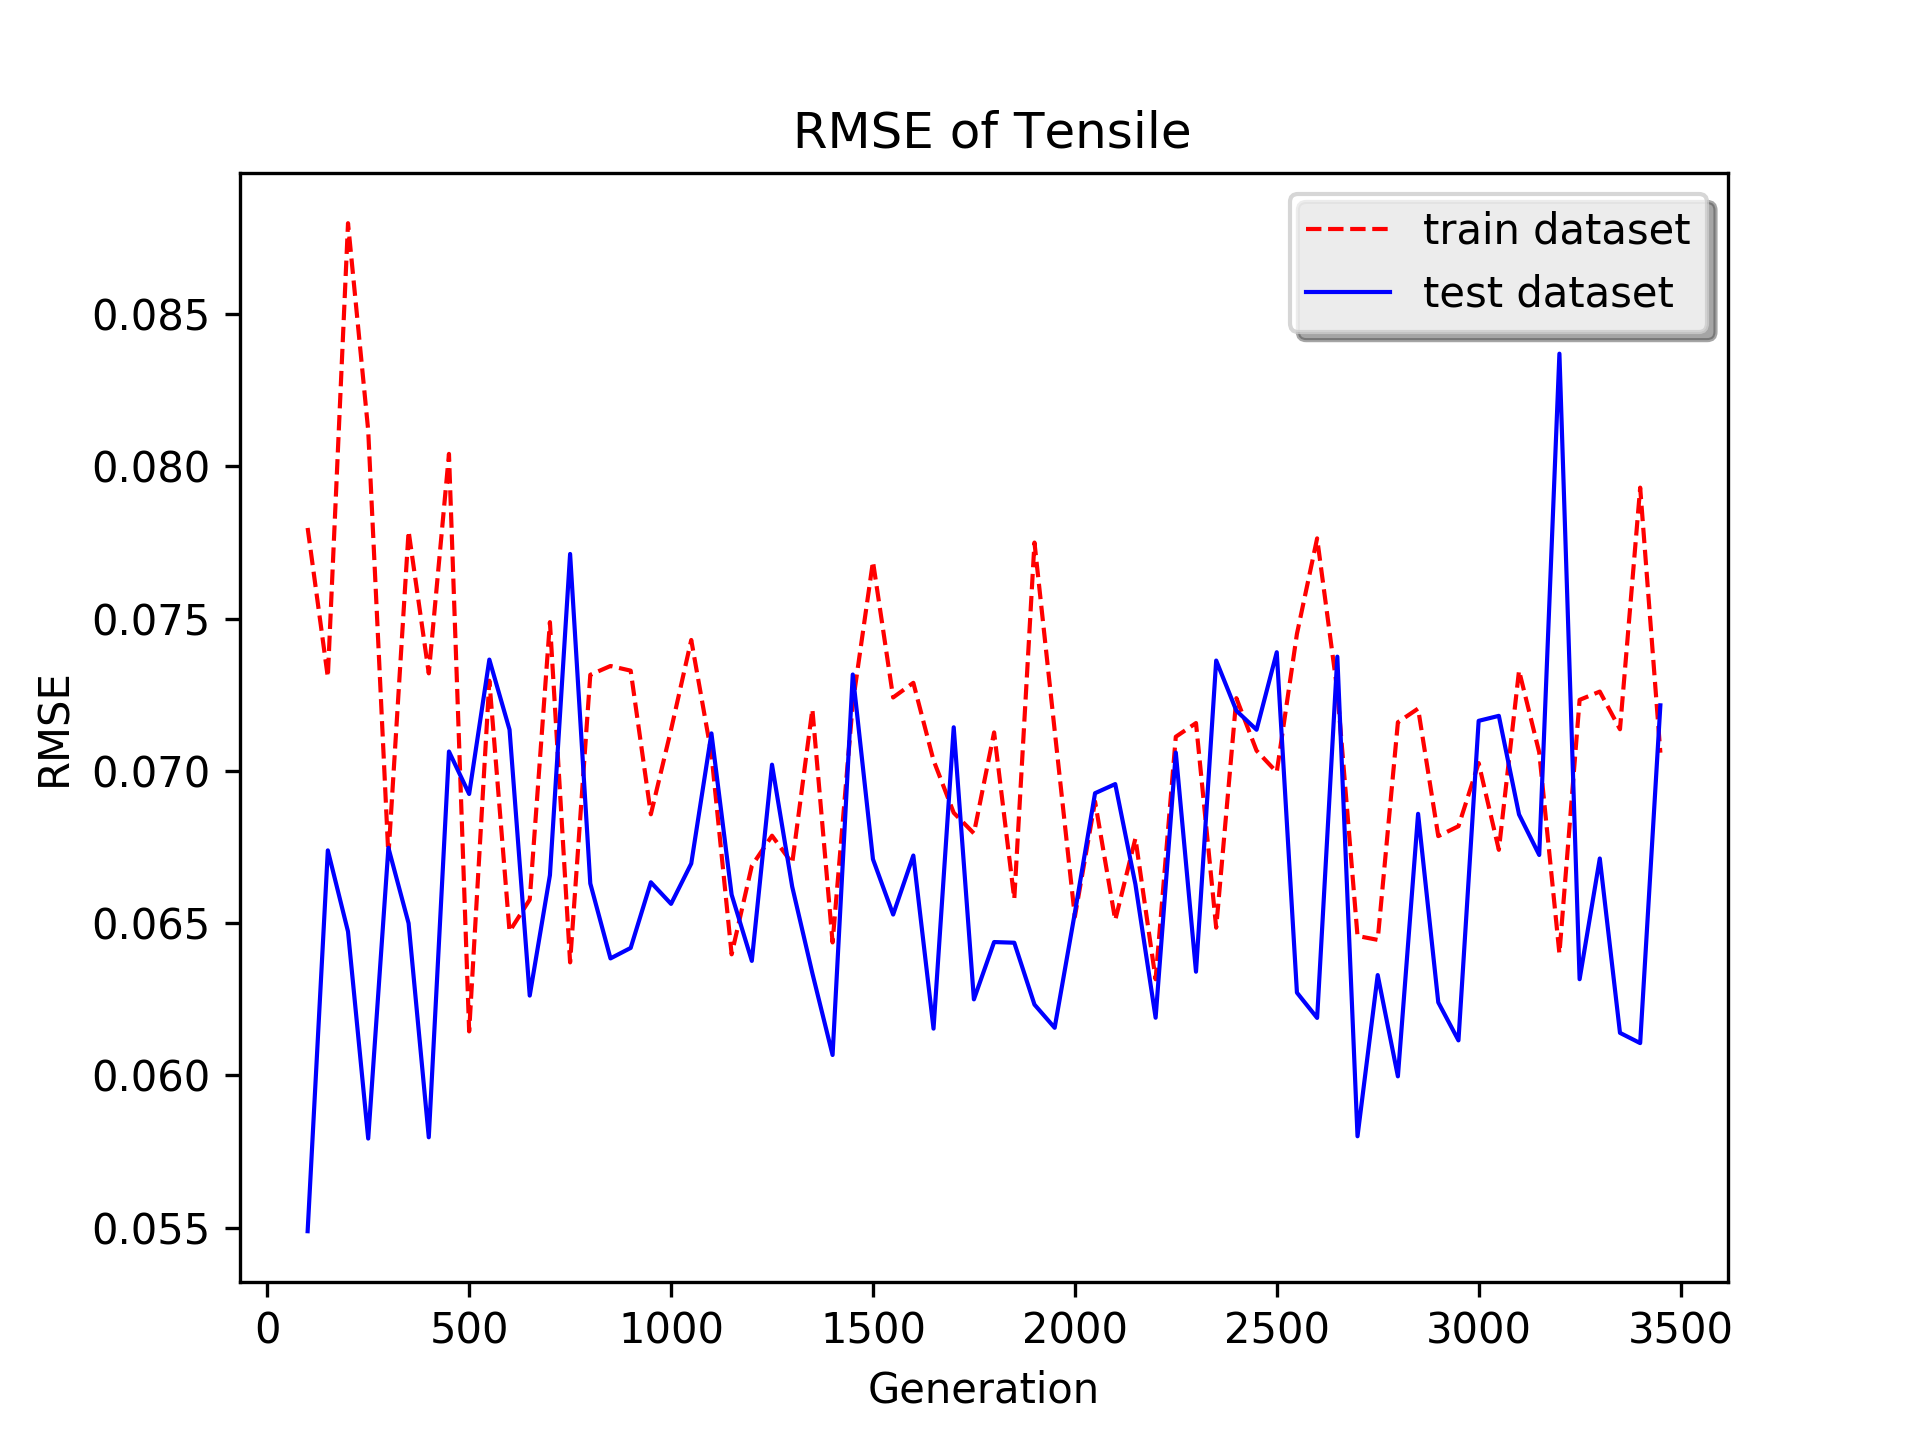 RMSE of Tensile
train dataset
test dataset
0.085
0.080
0.075
0.070
0.065
0.060
0.055
RMSE
0 500 1000 1500 2000 2500 3000 3500
Generation